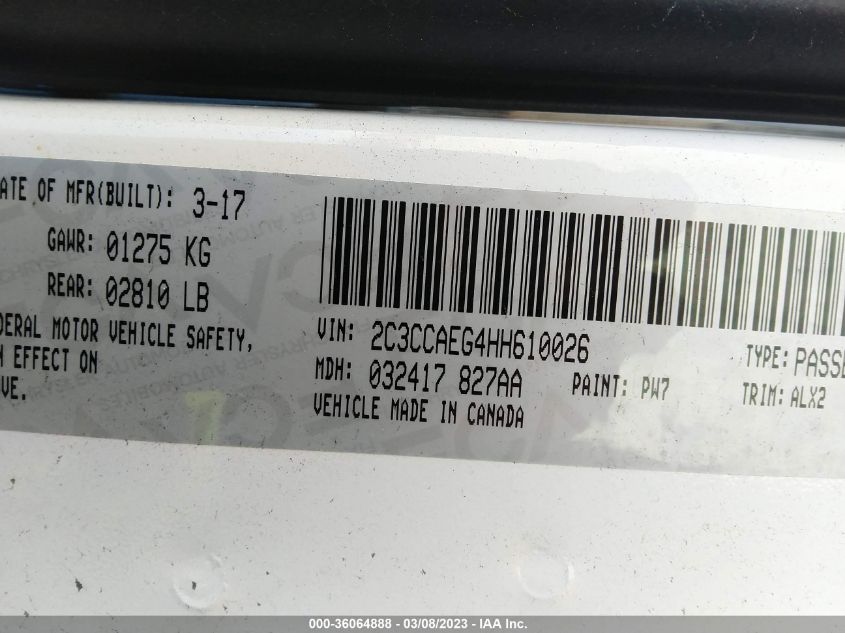 ATE OF MFR(BUILT): 3-17
GAWR: 01275 KG
REAR: 02810 LB
DERAL MOTOR VEHICLE SAFETY,
N EFFECT ON
VE.
VIN: 2C3CCAEG4HH610026
TYPE: PASSE
MDH: 032417 827AA
PAINT: PW7
TRIM: ALX2
VEHICLE MADE IN CANADA
000-36064888 - 03/08/2023 - IAA Inc.